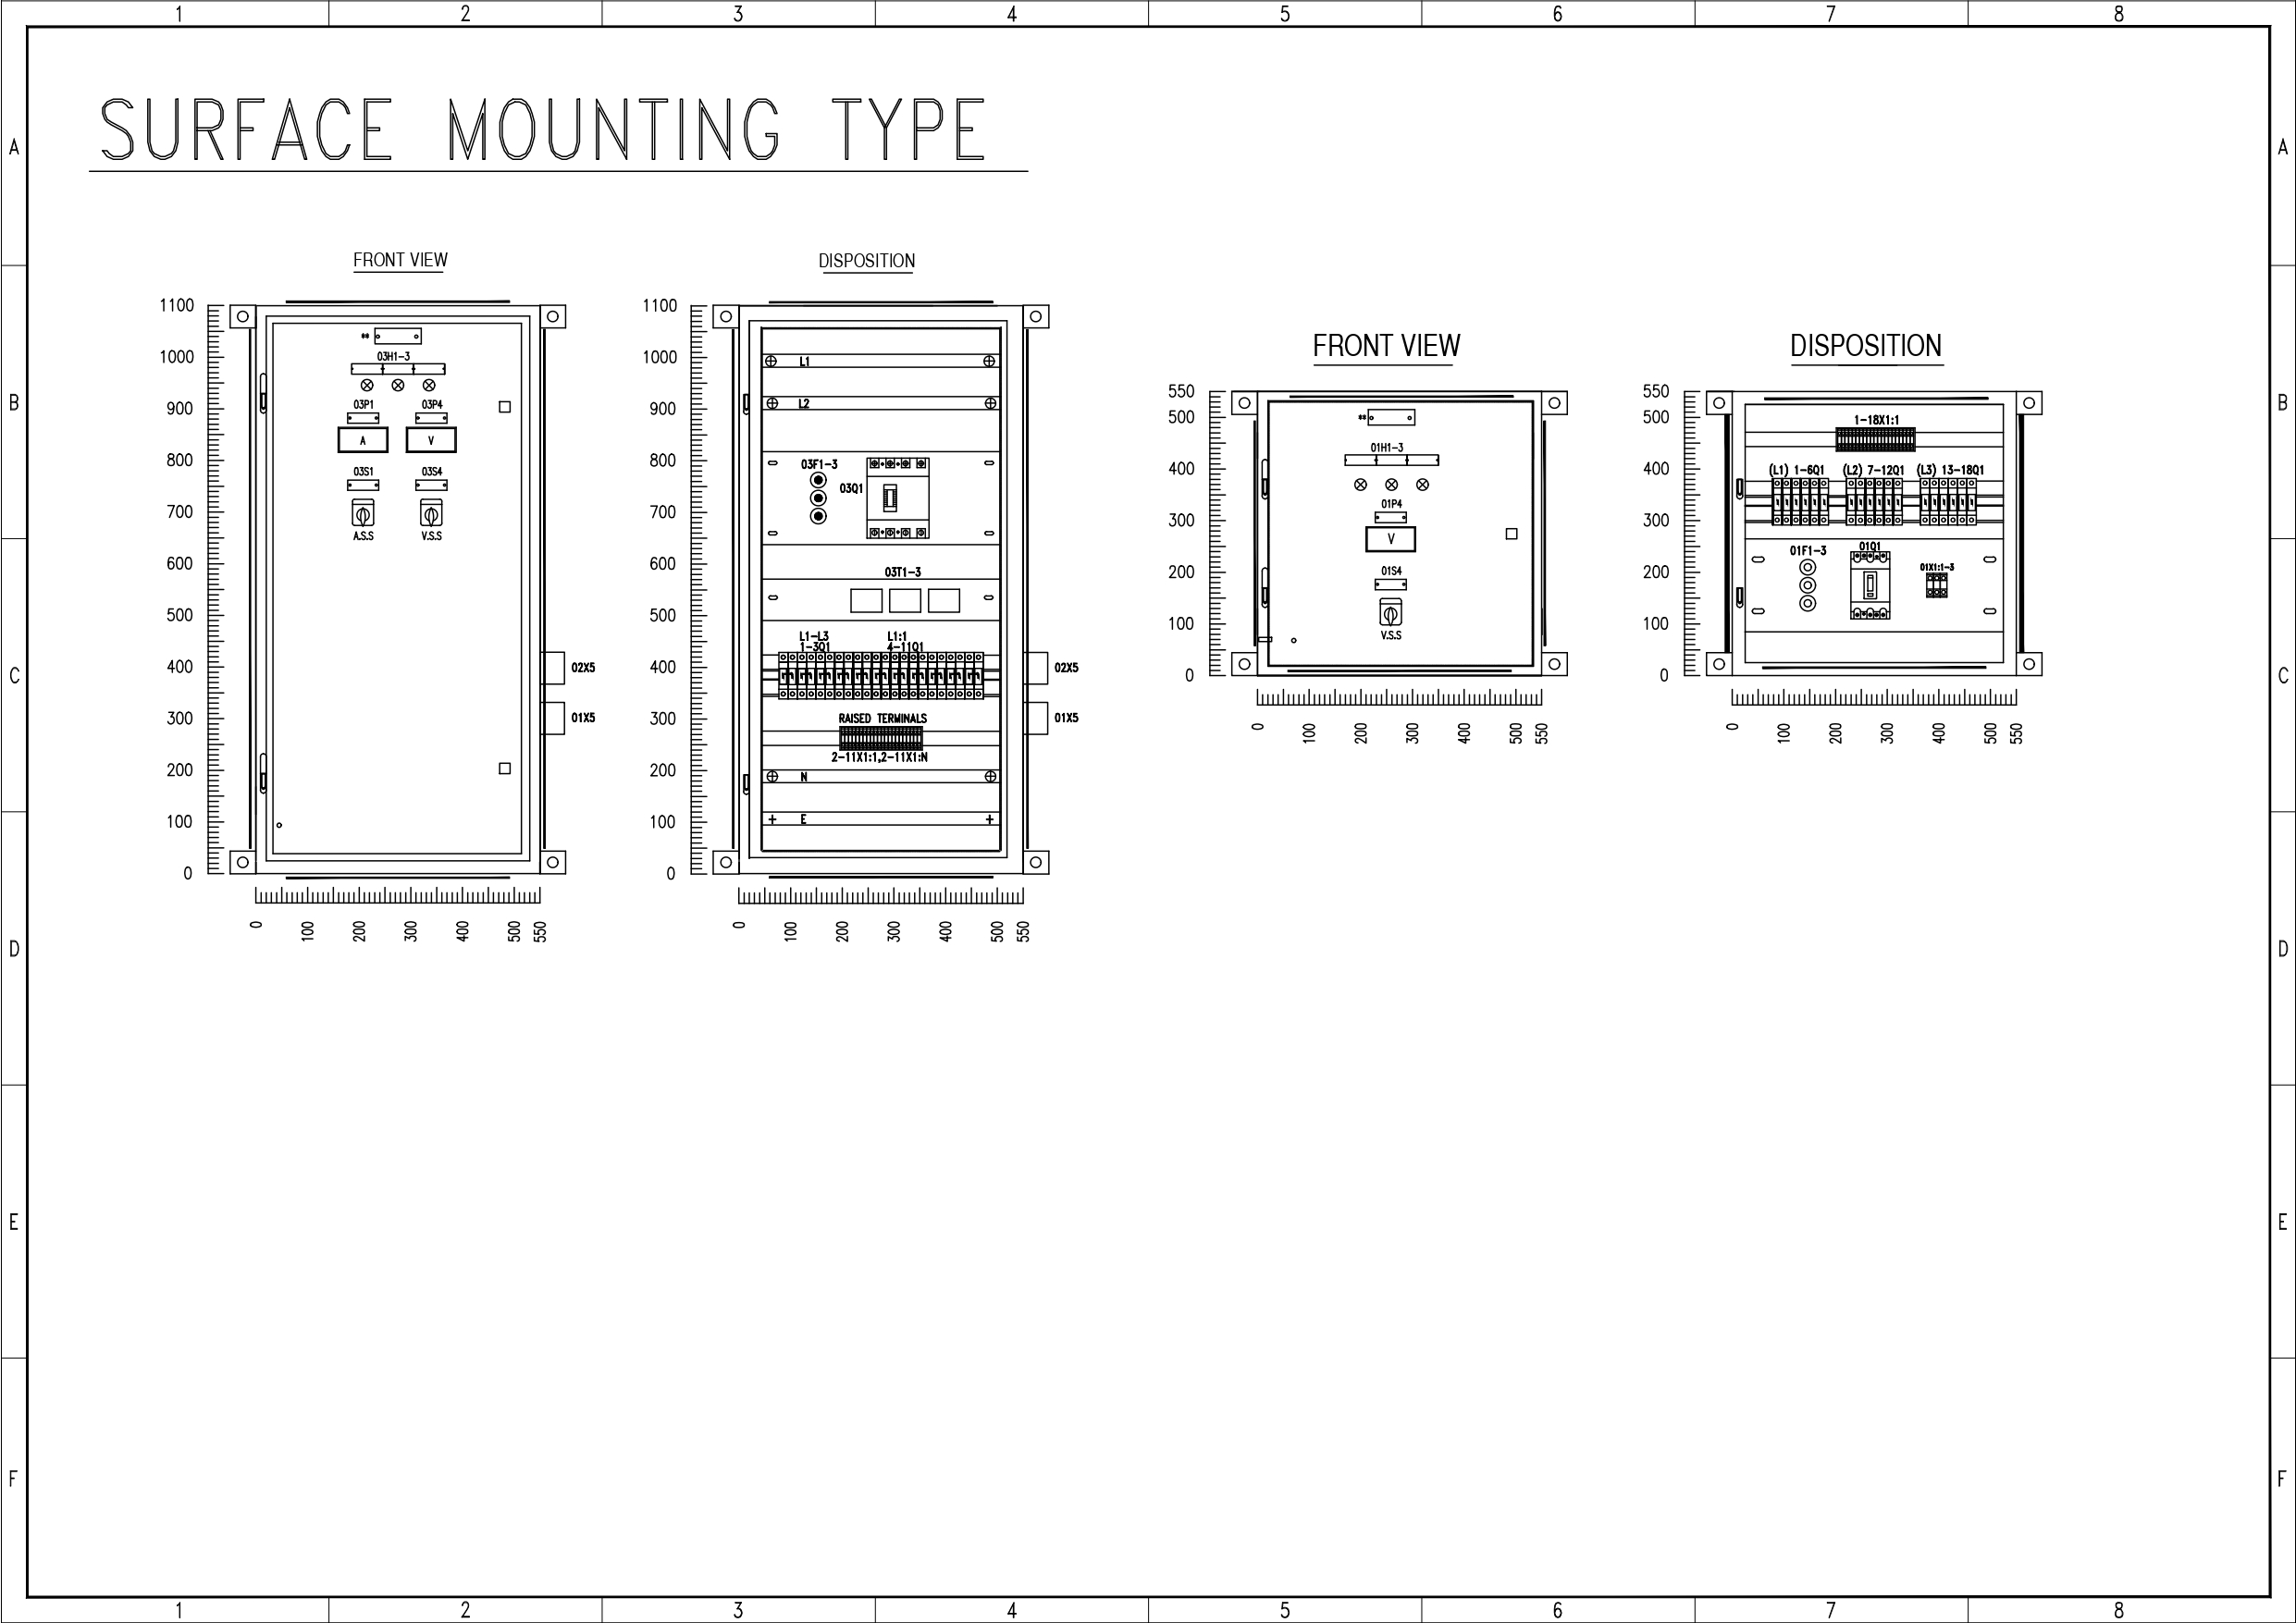 1 2 3 4 5 6 7 8
A A
SURFACE MOUNTING TYPE
FRONT VIEW
1100
1000
900
800
700
600
500
400
300
200
100
0
**
03H1-3
03P1 03P4
A V
03S1 03S4
A.S.S V.S.S
02X5
01X5
0 100 200 300 400 500 550
DISPOSITION
1100
1000
900
800
700
600
500
400
300
200
100
0
L1
L2
03F1-3
03Q1
03T1-3
L1-L3 L1:1
1-3Q1 4-11Q1
RAISED TERMINALS
2-11X1:1,2-11X1:N
N
E
02X5
01X5
0 100 200 300 400 500 550
FRONT VIEW
550
500
400
300
200
100
0
**
01H1-3
01P4
V
01S4
V.S.S
0 100 200 300 400 500 550
DISPOSITION
550
500
400
300
200
100
0
1-18X1:1
(L1) 1-6Q1 (L2) 7-12Q1 (L3) 13-18Q1
01F1-3 01Q1 01X1:1-3
0 100 200 300 400 500 550
B B
C C
D D
E E
F F
1 2 3 4 5 6 7 8